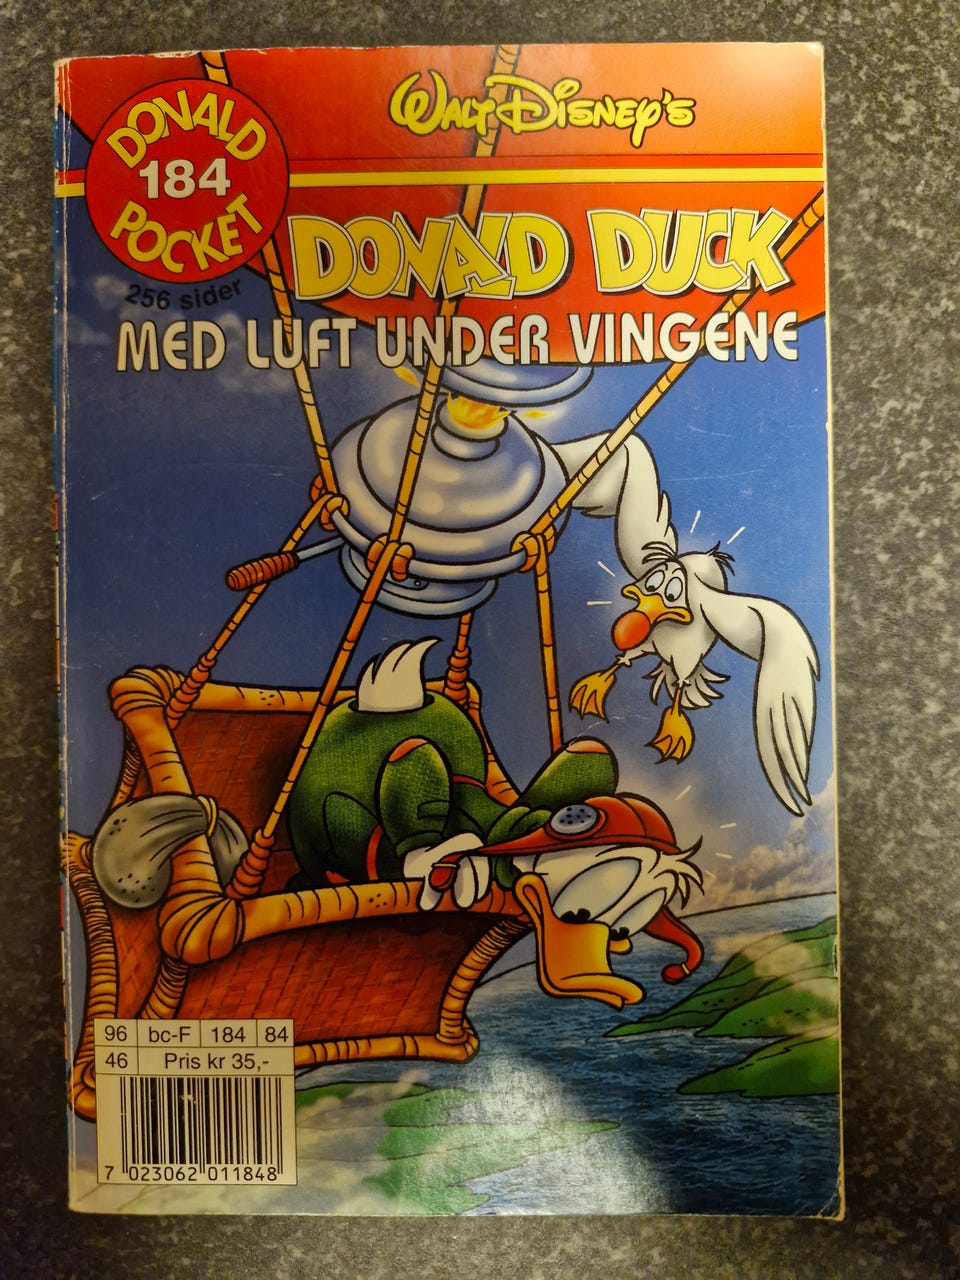 WALT DISNEY'S
DONALD
184
POCKET
256 sider
DONALD DUCK
MED LUFT UNDER VINGENE
96 bc-F 184 84
46 Pris kr 35,-
7 023062 011848